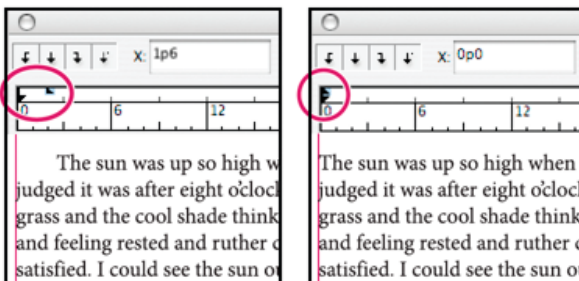 X: 1p6
0 6 12
The sun was up so high w
judged it was after eight o'cloc
grass and the cool shade think
and feeling rested and ruther
satisfied. I could see the sun
X: 0p0
0 6 12
The sun was up so high when
judged it was after eight o'cloc
grass and the cool shade think
and feeling rested and ruther
satisfied. I could see the sun